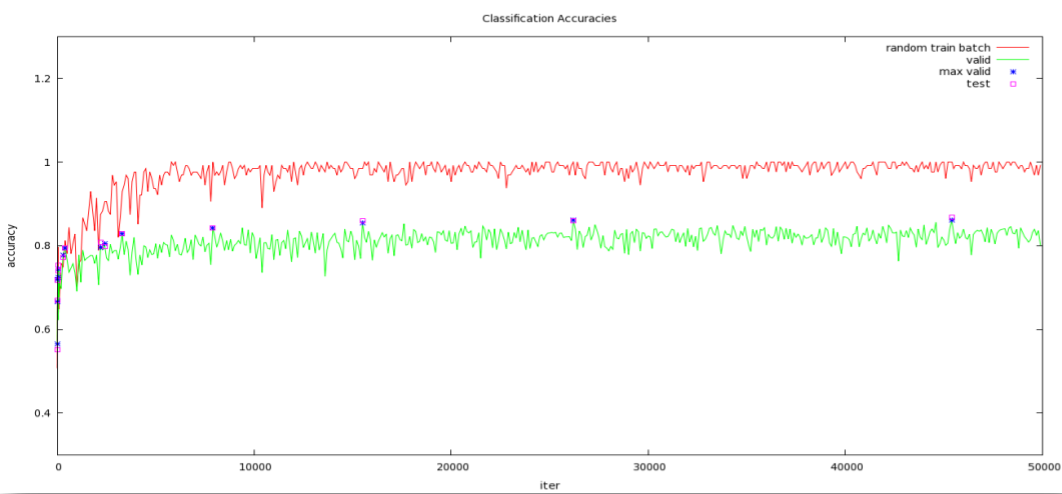 Classification Accuracies
random train batch
valid
max valid
test
1.2
1
0.8
0.6
0.4
accuracy
0 10000 20000 30000 40000 50000
iter